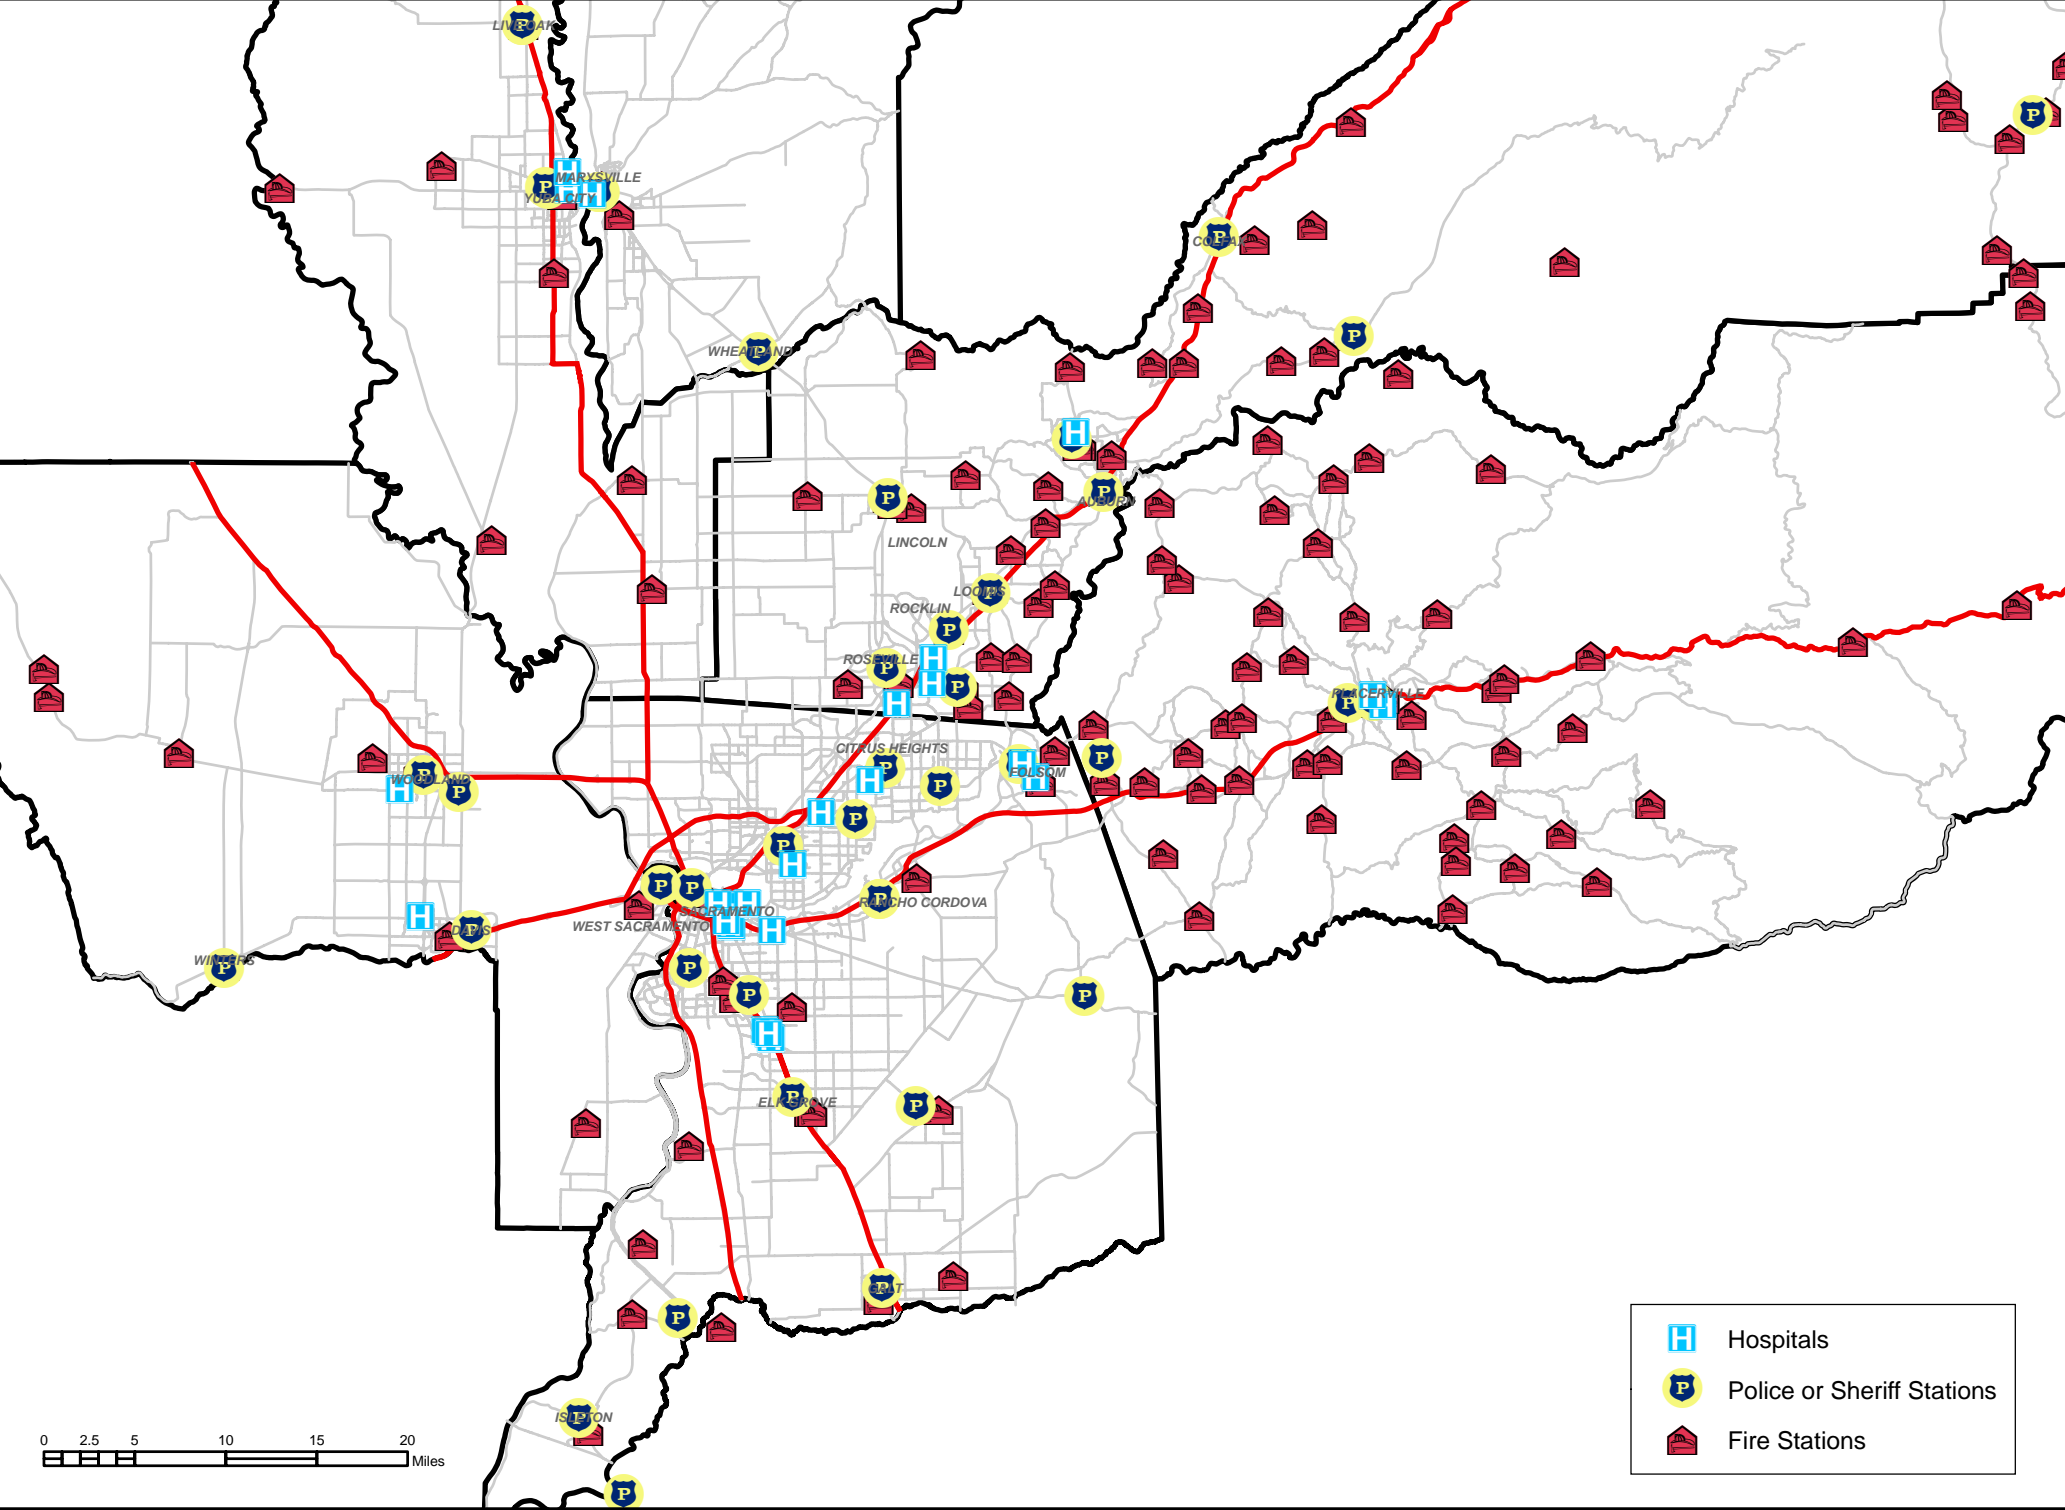 LIVE OAK
MARYSVILLE
YUBA CITY
COLFAX
WHEATLAND
AUBURN
LINCOLN
LOOMIS
ROCKLIN
ROSEVILLE
PLACERVILLE
CITRUS HEIGHTS
FOLSOM
WOODLAND
RANCHO CORDOVA
SACRAMENTO
WEST SACRAMENTO
DAVIS
WINTERS
ELK GROVE
GALT
ISLETON
H Hospitals
P Police or Sheriff Stations
Fire Stations
0 2.5 5 10 15 20
Miles